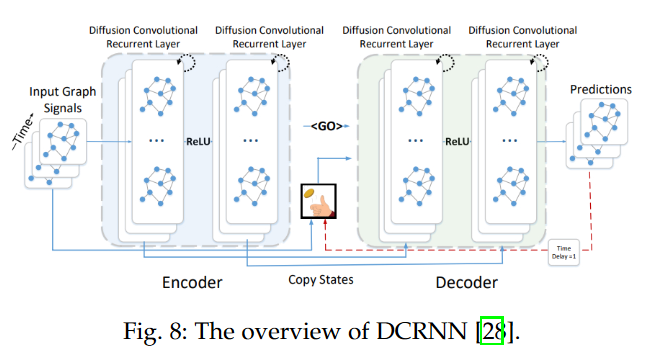 Diffusion Convolutional
Recurrent Layer
Diffusion Convolutional
Recurrent Layer
Diffusion Convolutional
Recurrent Layer
Diffusion Convolutional
Recurrent Layer
Input Graph
Signals
Time
...
ReLU
...
<GO>
...
ReLU
...
Predictions
Time
Delay =1
Encoder
Copy States
Decoder
Fig. 8: The overview of DCRNN [28].